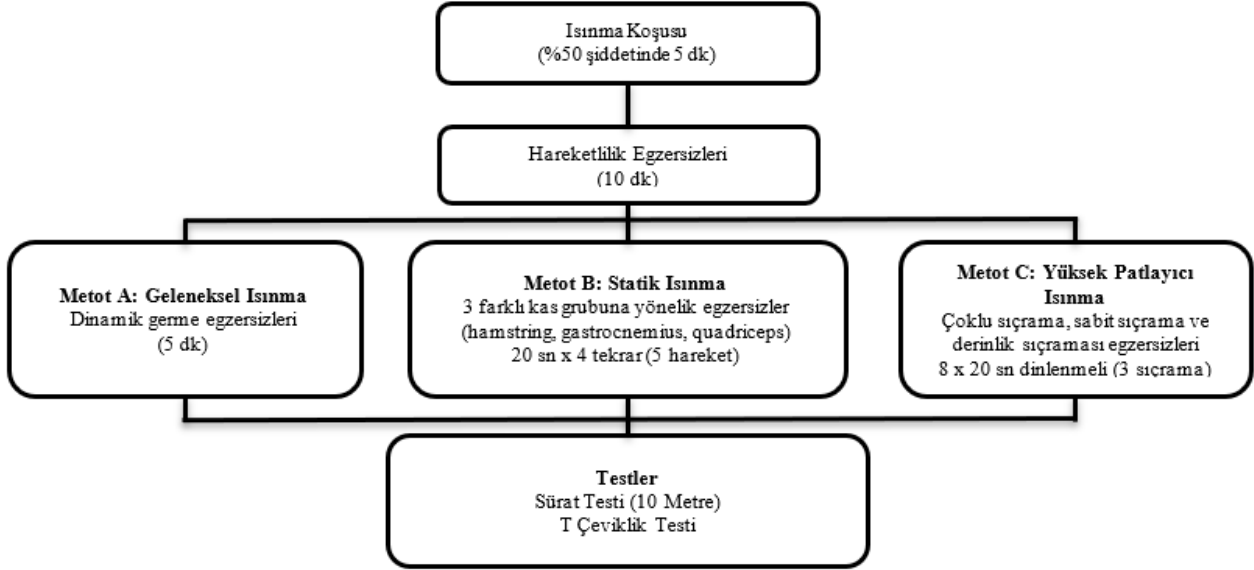 Isınma Koşusu
(%50 şiddetinde 5 dk)
Hareketlilik Egzersizleri
(10 dk)
Metot A: Geleneksel Isınma
Dinamik germe egzersizleri
(5 dk)
Metot B: Statik Isınma
3 farklı kas grubuna yönelik egzersizler
(hamstring, gastrocnemius, quadriceps)
20 sn x 4 tekrar (5 hareket)
Metot C: Yüksek Patlayıcı
Isınma
Çoklu sıçrama, sabit sıçrama ve
derinlik sıçraması egzersizleri
8 x 20 sn dinlenmeli (3 sıçrama)
Testler
Sürat Testi (10 Metre)
T Çeviklik Testi